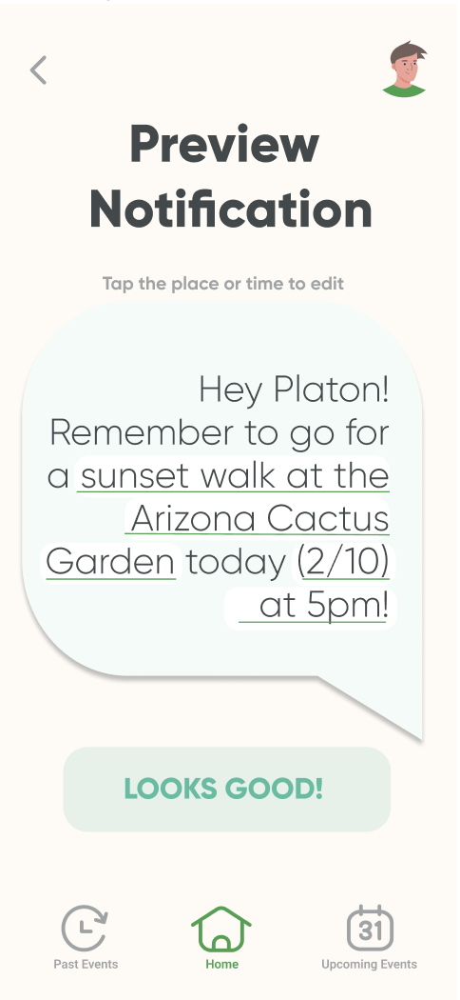 Preview
Notification
Tap the place or time to edit
Hey Platon!
Remember to go for
a sunset walk at the
Arizona Cactus
Garden today (2/10)
at 5pm!
LOOKS GOOD!
31
Past Events
Home
Upcoming Events